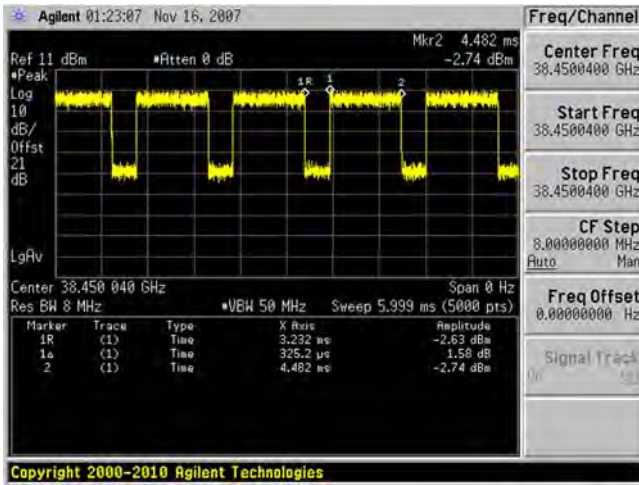 Agilent 01:23:07 Nov 16, 2007
Freq/Channel
Mkr2 4.482 ms
Ref 11 dBm #Atten 0 dB -2.74 dBm
#Peak
Log
10
dB/
Offst
21
dB
LgAv
1R 1 2
Center 38.450 040 GHz Span 0 Hz
Res BW 8 MHz #VBW 50 MHz Sweep 5.999 ms (5000 pts)
Marker Trace Type X Axis Amplitude
1R (1) Time 3.232 ms -2.63 dBm
1Δ (1) Time 325.2 µs 1.58 dB
2 (1) Time 4.482 ms -2.74 dBm
Center Freq
38.4500400 GHz
Start Freq
38.4500400 GHz
Stop Freq
38.4500400 GHz
CF Step
8.00000000 MHz
Auto Man
Freq Offset
0.00000000 Hz
Signal Track
Copyright 2000-2010 Agilent Technologies